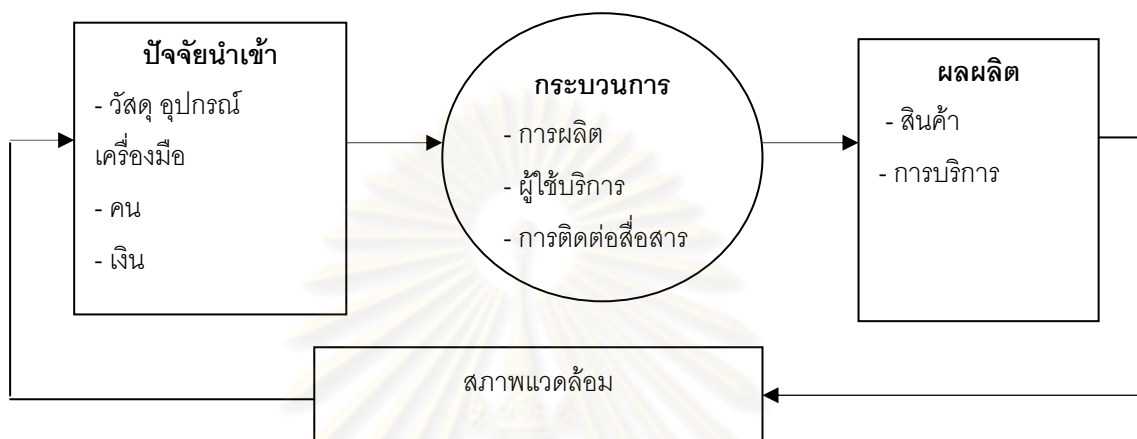 ปัจจัยนำเข้า
- วัสดุ อุปกรณ์
เครื่องมือ
- คน
- เงิน
กระบวนการ
- การผลิต
- ผู้ใช้บริการ
- การติดต่อสื่อสาร
ผลผลิต
- สินค้า
- การบริการ
สภาพแวดล้อม